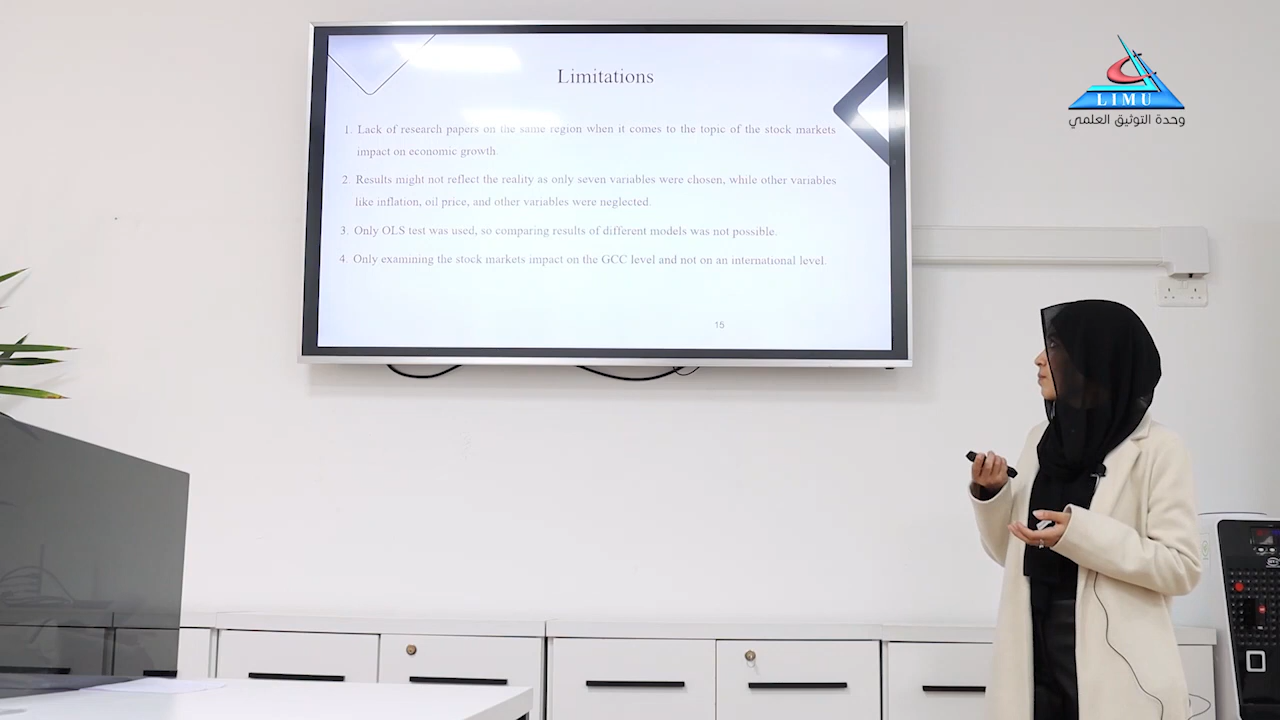 Limitations
1. Lack of research papers on the same region when it comes to the topic of the stock markets
impact on economic growth.
2. Results might not reflect the reality as only seven variables were chosen, while other variables
like inflation, oil price, and other variables were neglected.
3. Only OLS test was used, so comparing results of different models was not possible.
4. Only examining the stock markets impact on the GCC level and not on an international level.
15
LIMU
وحدة التوثيق العلمي